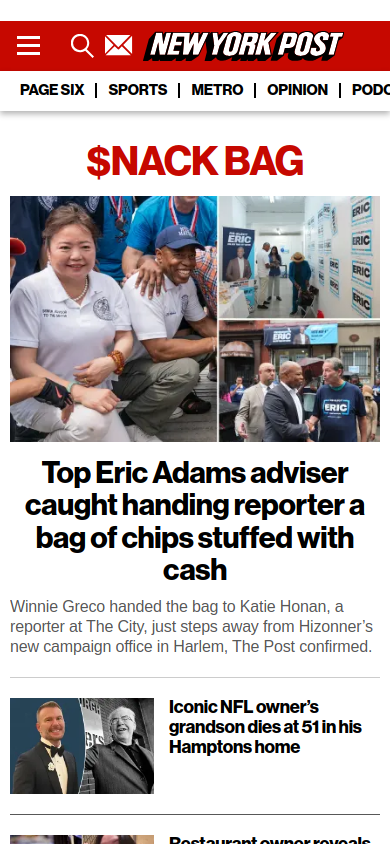 NEW YORK POST
PAGE SIX | SPORTS | METRO | OPINION | PODC
$NACK BAG
ERIC
ERIC
ERIC
ERIC
ERIC
ERIC
Top Eric Adams adviser
caught handing reporter a
bag of chips stuffed with
cash
Winnie Greco handed the bag to Katie Honan, a
reporter at The City, just steps away from Hizonner’s
new campaign office in Harlem, The Post confirmed.
Iconic NFL owner’s
grandson dies at 51 in his
Hamptons home
Restaurant owner reveals